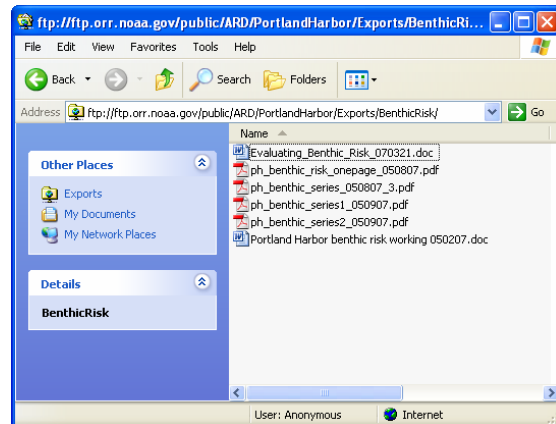 ftp://ftp.orr.noaa.gov/public/ARD/PortlandHarbor/Exports/BenthicRi...
File Edit View Favorites Tools Help
Back Search Folders
Address ftp://ftp.orr.noaa.gov/public/ARD/PortlandHarbor/Exports/BenthicRisk/ Go
Name
Other Places
Exports
My Documents
My Network Places
Details
BenthicRisk
Evaluating_Benthic_Risk_070321.doc
ph_benthic_risk_onepage_050807.pdf
ph_benthic_series_050807_3.pdf
ph_benthic_series1_050907.pdf
ph_benthic_series2_050907.pdf
Portland Harbor benthic risk working 050207.doc
User: Anonymous Internet